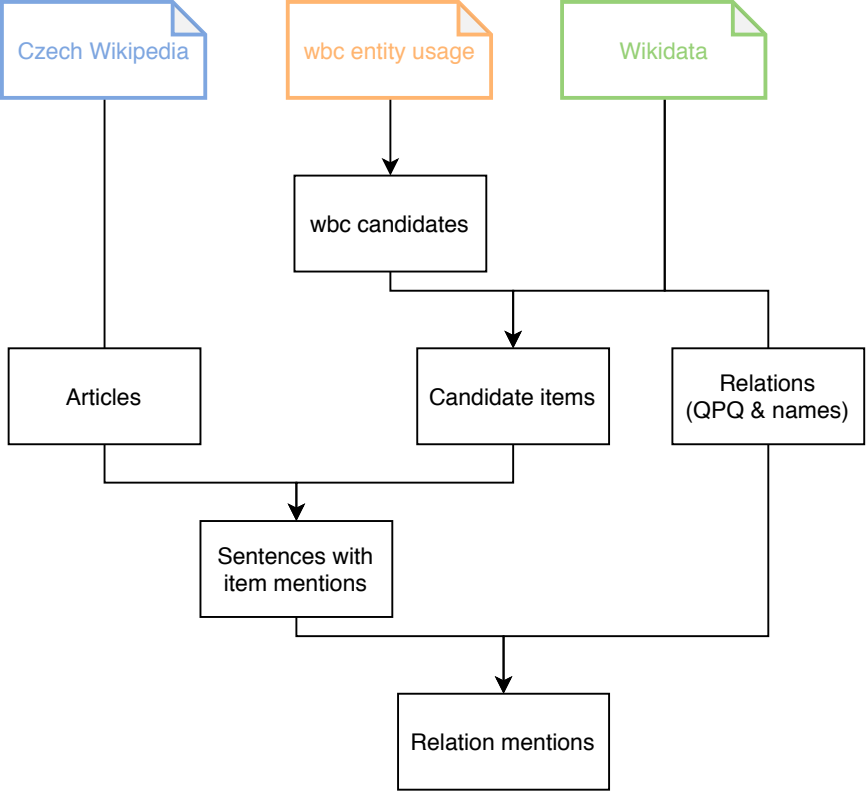 Czech Wikipedia
wbc entity usage
Wikidata
wbc candidates
Articles
Candidate items
Relations
(QPQ & names)
Sentences with
item mentions
Relation mentions